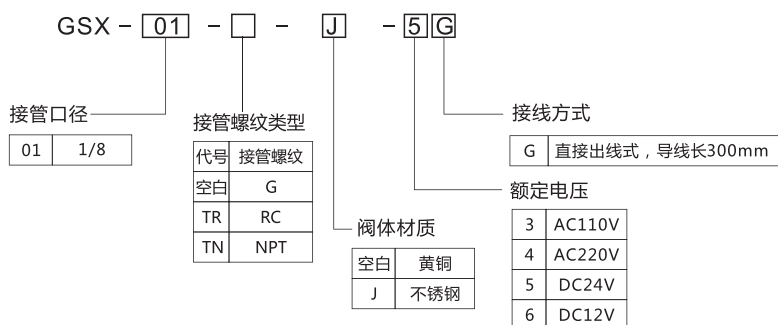 GSX - 01 - □ - J - 5 G
接管口径
01 1/8
接管螺纹类型
代号 接管螺纹
空白 G
TR RC
TN NPT
阀体材质
空白 黄铜
J 不锈钢
接线方式
G 直接出线式，导线长300mm
额定电压
3 AC110V
4 AC220V
5 DC24V
6 DC12V